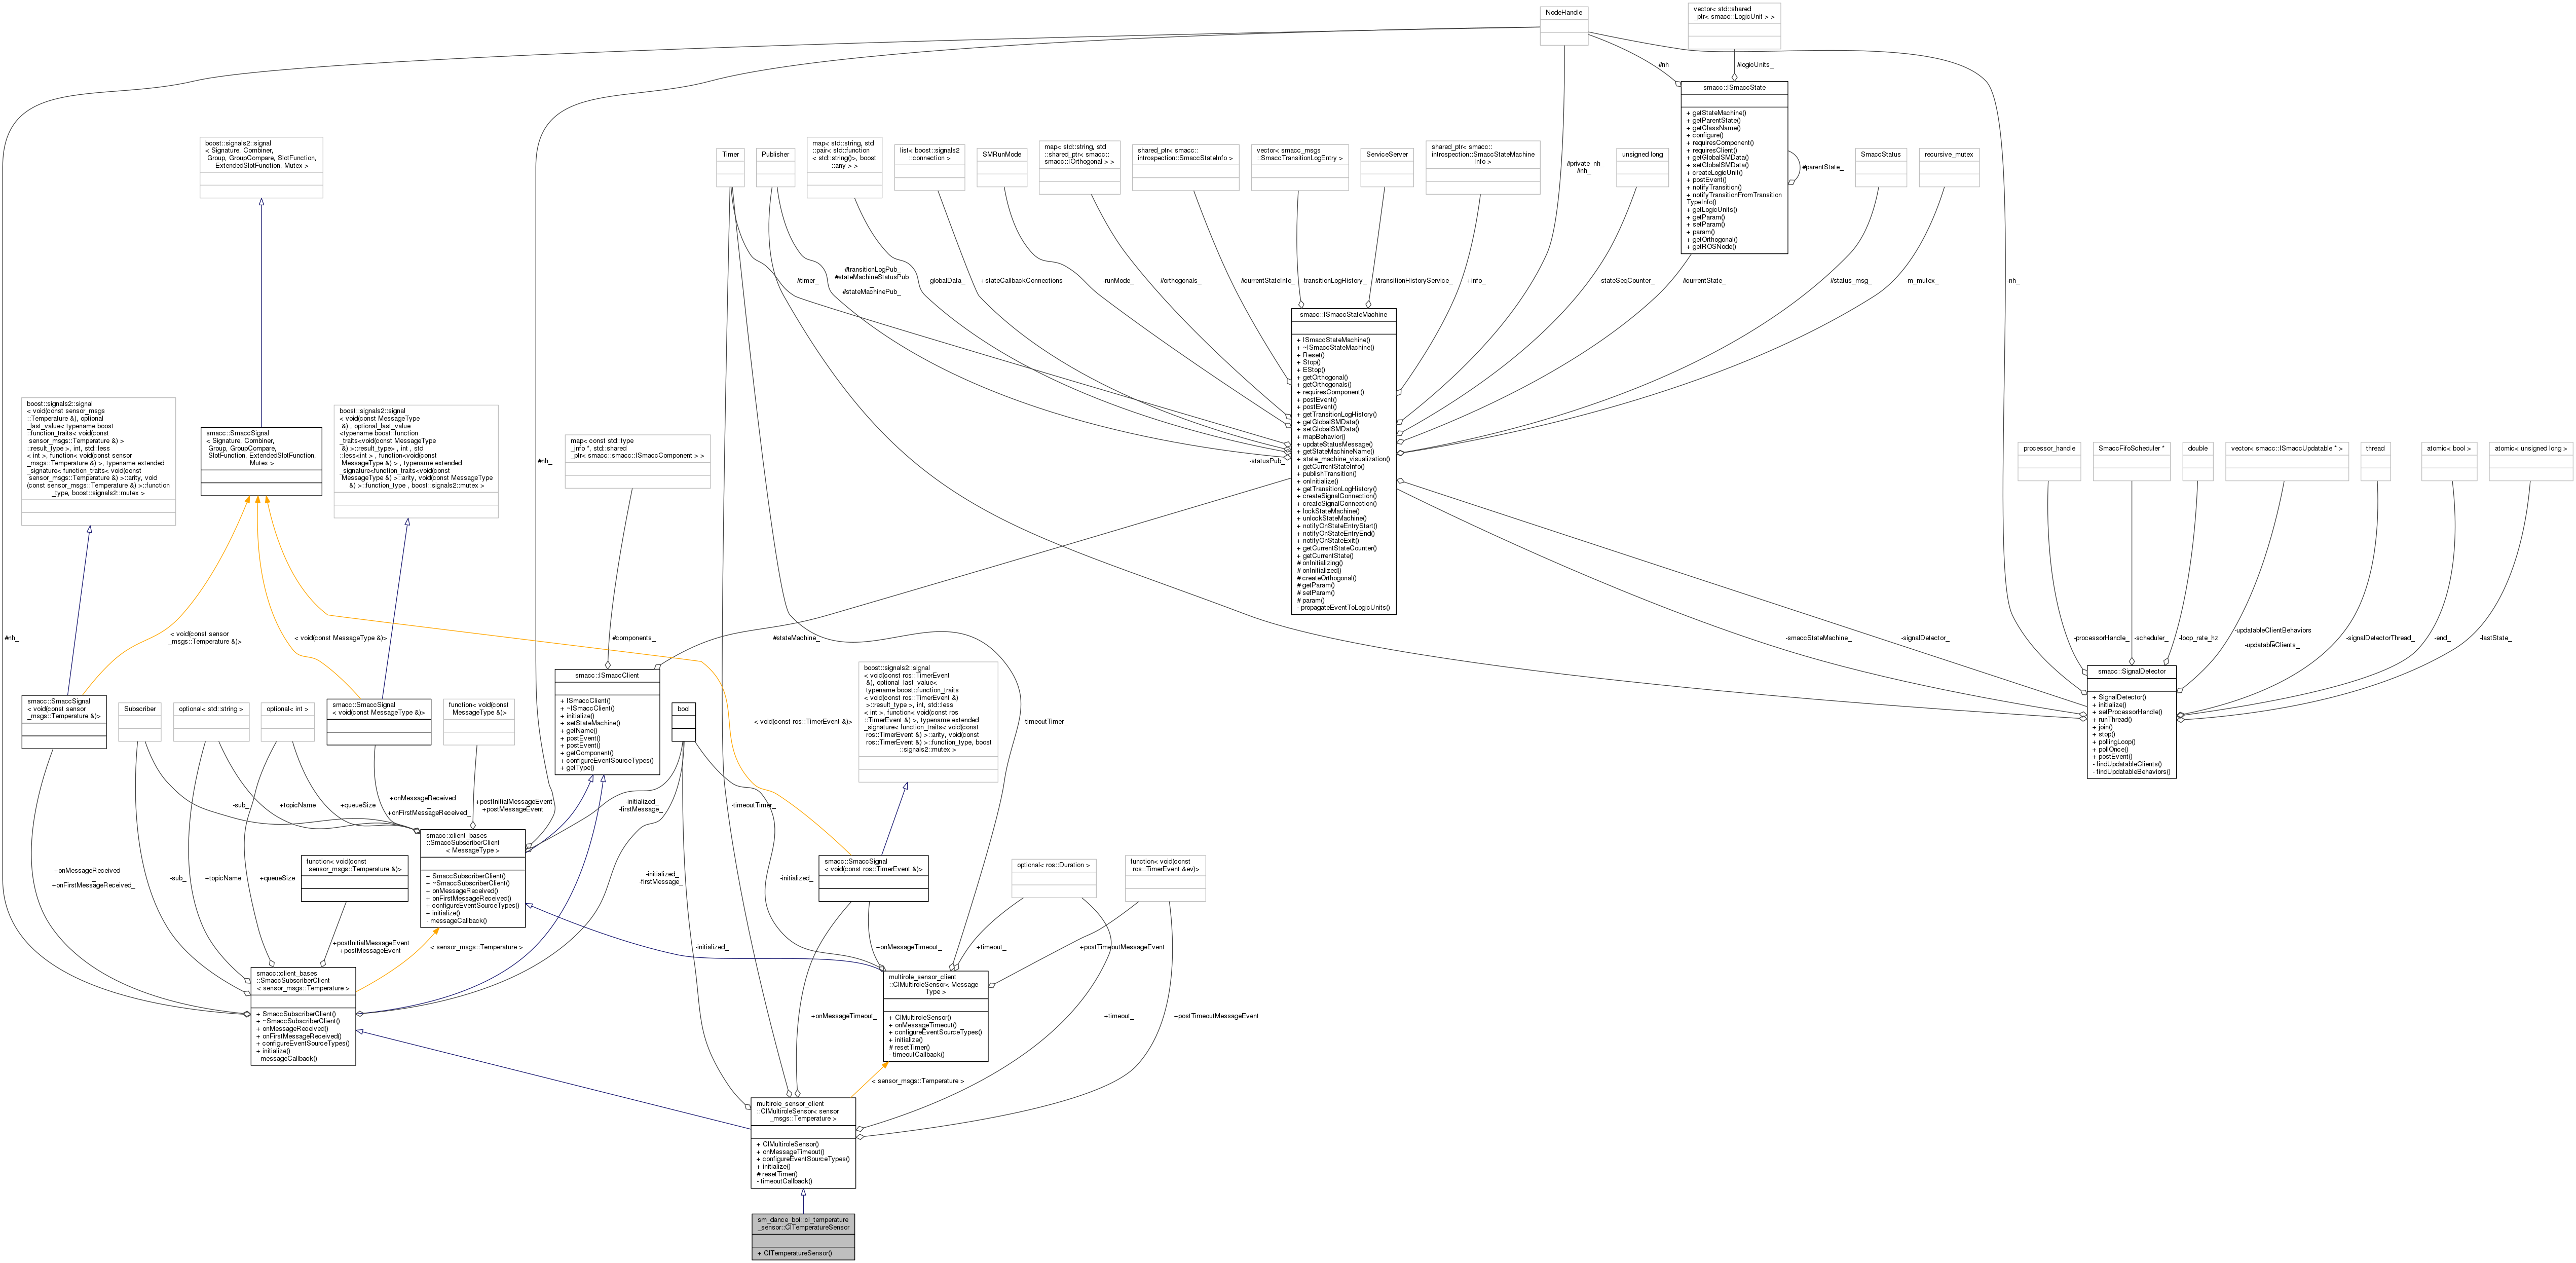 NodeHandle
vector< std::shared
_ptr< smacc::LogicUnit > >
#nh
#logicUnits_
smacc::ISmaccState
+ getStateMachine()
+ getParentState()
+ getClassName()
+ configure()
+ requiresComponent()
+ requiresClient()
+ getGlobalSMData()
+ setGlobalSMData()
+ createLogicUnit()
+ postEvent()
+ notifyTransition()
+ notifyTransitionFromTransition
TypeInfo()
+ getLogicUnits()
+ getParam()
+ setParam()
+ param()
+ getOrthogonal()
+ getROSNode()
#parentState_
boost::signals2::signal
< Signature, Combiner,
Group, GroupCompare, SlotFunction,
ExtendedSlotFunction, Mutex >
Timer
Publisher
map< std::string, std
::pair< std::function
< std::string()>, boost
::any > >
list< boost::signals2
::connection >
SMRunMode
map< std::string, std
::shared_ptr< smacc::
smacc::IOrthogonal > >
shared_ptr< smacc::
introspection::SmaccStateInfo >
vector< smacc_msgs
::SmaccTransitionLogEntry >
ServiceServer
shared_ptr< smacc::
introspection::SmaccStateMachine
Info >
#private_nh_
#nh_
unsigned long
SmaccStatus
recursive_mutex
#timer_
#transitionLogPub_
#stateMachineStatusPub
_
#stateMachinePub_
-globalData_
+stateCallbackConnections
-runMode_
#orthogonals_
#currentStateInfo_
-transitionLogHistory_
#transitionHistoryService_
+info_
-stateSeqCounter_
#currentState_
#status_msg_
-m_mutex_
-nh_
smacc::ISmaccStateMachine
+ ISmaccStateMachine()
+ ~ISmaccStateMachine()
+ Reset()
+ Stop()
+ EStop()
+ getOrthogonal()
+ getOrthogonals()
+ requiresComponent()
+ postEvent()
+ postEvent()
+ getTransitionLogHistory()
+ getGlobalSMData()
+ setGlobalSMData()
+ mapBehavior()
+ updateStatusMessage()
+ getStateMachineName()
+ state_machine_visualization()
+ getCurrentStateInfo()
+ publishTransition()
+ onInitialize()
+ getTransitionLogHistory()
+ createSignalConnection()
+ createSignalConnection()
+ lockStateMachine()
+ unlockStateMachine()
+ notifyOnStateEntryStart()
+ notifyOnStateEntryEnd()
+ notifyOnStateExit()
+ getCurrentStateCounter()
+ getCurrentState()
# onInitializing()
# onInitialized()
# createOrthogonal()
# getParam()
# setParam()
# param()
- propagateEventToLogicUnits()
boost::signals2::signal
< void(const sensor_msgs
::Temperature &), optional
_last_value< typename boost
::function_traits< void(const
sensor_msgs::Temperature &) >
::result_type >, int, std::less
< int >, function< void(const sensor
_msgs::Temperature &) >, typename extended
_signature< function_traits< void(const
sensor_msgs::Temperature &) >::arity, void
(const sensor_msgs::Temperature &) >::function
_type, boost::signals2::mutex >
smacc::SmaccSignal
< Signature, Combiner,
Group, GroupCompare,
SlotFunction, ExtendedSlotFunction,
Mutex >
boost::signals2::signal
< void(const MessageType
&) , optional_last_value
<typename boost::function
_traits<void(const MessageType
&) >::result_type> , int , std
::less<int > , function<void(const
MessageType &) > , typename extended
_signature<function_traits<void(const
MessageType &) >::arity, void(const MessageType
&) >::function_type , boost::signals2::mutex >
#nh_
map< const std::type
_info *, std::shared
_ptr< smacc::smacc::ISmaccComponent > >
-statusPub_
processor_handle
SmaccFifoScheduler *
double
vector< smacc::ISmaccUpdatable * >
thread
atomic< bool >
atomic< unsigned long >
#nh_
< void(const sensor
_msgs::Temperature &)>
< void(const MessageType &)>
#components_
#stateMachine_
-smaccStateMachine_
-signalDetector_
-processorHandle_
-scheduler_
-loop_rate_hz
-updatableClientBehaviors
_
-updatableClients_
-signalDetectorThread_
-end_
-lastState_
smacc::SignalDetector
+ SignalDetector()
+ initialize()
+ setProcessorHandle()
+ runThread()
+ join()
+ stop()
+ pollingLoop()
+ pollOnce()
+ postEvent()
- findUpdatableClients()
- findUpdatableBehaviors()
smacc::SmaccSignal
< void(const sensor
_msgs::Temperature &)>
Subscriber
optional< std::string >
optional< int >
smacc::SmaccSignal
< void(const MessageType &)>
function< void(const
MessageType &)>
smacc::ISmaccClient
+ ISmaccClient()
+ ~ISmaccClient()
+ initialize()
+ setStateMachine()
+ getName()
+ postEvent()
+ postEvent()
+ getComponent()
+ configureEventSourceTypes()
+ getType()
bool
< void(const ros::TimerEvent &)>
boost::signals2::signal
< void(const ros::TimerEvent
&), optional_last_value<
typename boost::function_traits
< void(const ros::TimerEvent &)
>::result_type >, int, std::less
< int >, function< void(const ros
::TimerEvent &) >, typename extended
_signature< function_traits< void(const
ros::TimerEvent &) >::arity, void(const
ros::TimerEvent &) >::function_type, boost
::signals2::mutex >
-timeoutTimer_
-sub_
+topicName
+queueSize
+onMessageReceived
_
+onFirstMessageReceived_
+postInitialMessageEvent
+postMessageEvent
-initialized_
-firstMessage_
-timeoutTimer_
smacc::client_bases
::SmaccSubscriberClient
< MessageType >
+ SmaccSubscriberClient()
+ ~SmaccSubscriberClient()
+ onMessageReceived()
+ onFirstMessageReceived()
+ configureEventSourceTypes()
+ initialize()
- messageCallback()
+onMessageReceived
_
+onFirstMessageReceived_
-sub_
+topicName
+queueSize
function< void(const
sensor_msgs::Temperature &)>
-initialized_
-firstMessage_
-initialized_
smacc::SmaccSignal
< void(const ros::TimerEvent &)>
optional< ros::Duration >
function< void(const
ros::TimerEvent &ev)>
+postInitialMessageEvent
+postMessageEvent
< sensor_msgs::Temperature >
-initialized_
+onMessageTimeout_
+timeout_
+postTimeoutMessageEvent
smacc::client_bases
::SmaccSubscriberClient
< sensor_msgs::Temperature >
+ SmaccSubscriberClient()
+ ~SmaccSubscriberClient()
+ onMessageReceived()
+ onFirstMessageReceived()
+ configureEventSourceTypes()
+ initialize()
- messageCallback()
multirole_sensor_client
::ClMultiroleSensor< Message
Type >
+ ClMultiroleSensor()
+ onMessageTimeout()
+ configureEventSourceTypes()
+ initialize()
# resetTimer()
- timeoutCallback()
+onMessageTimeout_
+timeout_
+postTimeoutMessageEvent
< sensor_msgs::Temperature >
multirole_sensor_client
::ClMultiroleSensor< sensor
_msgs::Temperature >
+ ClMultiroleSensor()
+ onMessageTimeout()
+ configureEventSourceTypes()
+ initialize()
# resetTimer()
- timeoutCallback()
sm_dance_bot::cl_temperature
_sensor::ClTemperatureSensor
+ ClTemperatureSensor()